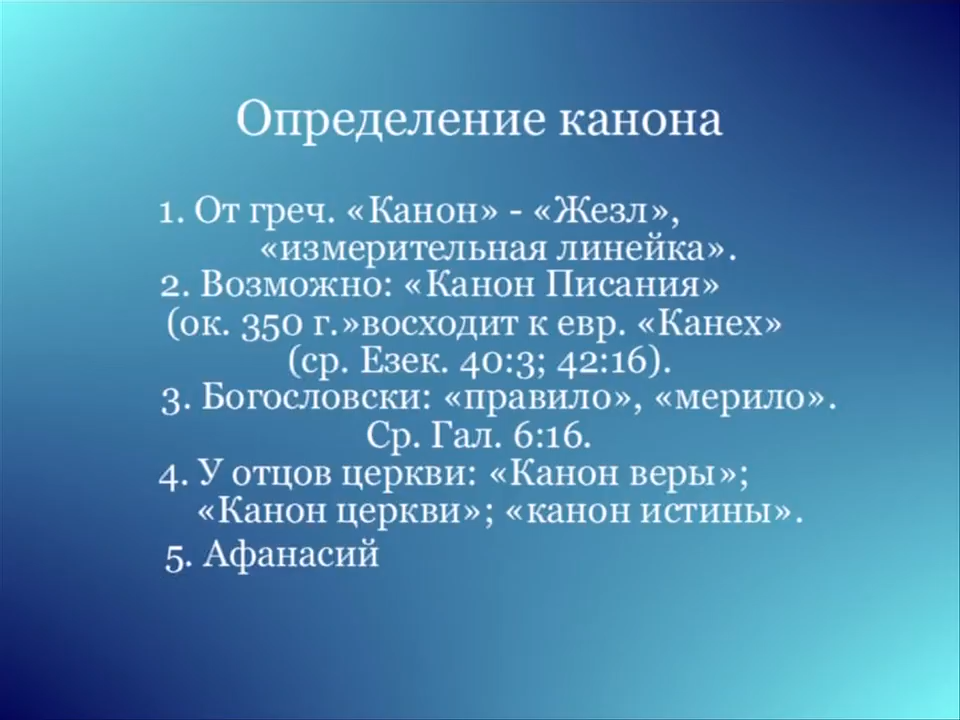 Определение канона
1. От греч. «Канон» - «Жезл»,
«измерительная линейка».
2. Возможно: «Канон Писания»
(ок. 350 г.»восходит к евр. «Канех»
(ср. Езек. 40:3; 42:16).
3. Богословски: «правило», «мерило».
Ср. Гал. 6:16.
4. У отцов церкви: «Канон веры»;
«Канон церкви»; «канон истины».
5. Афанасий